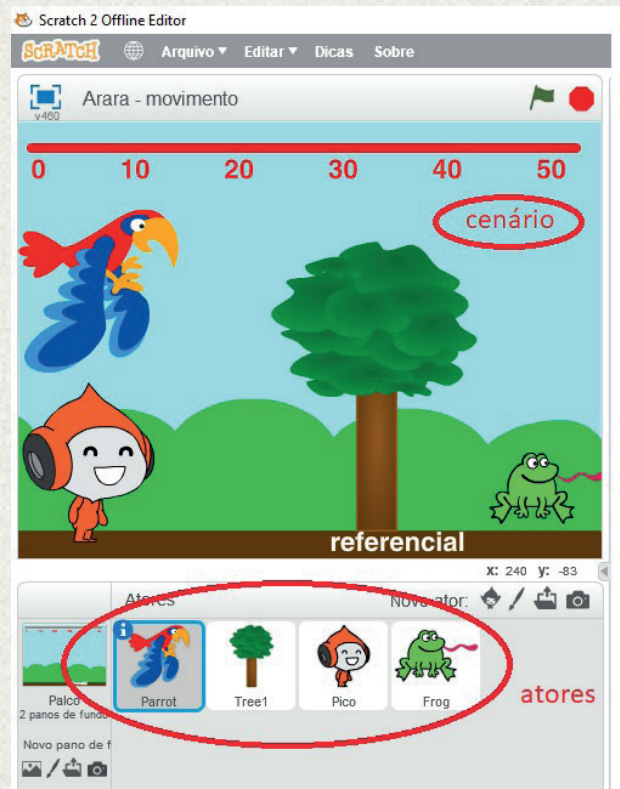 Scratch 2 Offline Editor
SCRATCH Arquivo Editar Dicas Sobre
v460 Arara - movimento
0 10 20 30 40 50
cenário
referencial
x: 240 y: -83
Atores Novo ator:
Palco
2 panos de fundo
Parrot Tree1 Pico Frog
atores
Novo pano de f